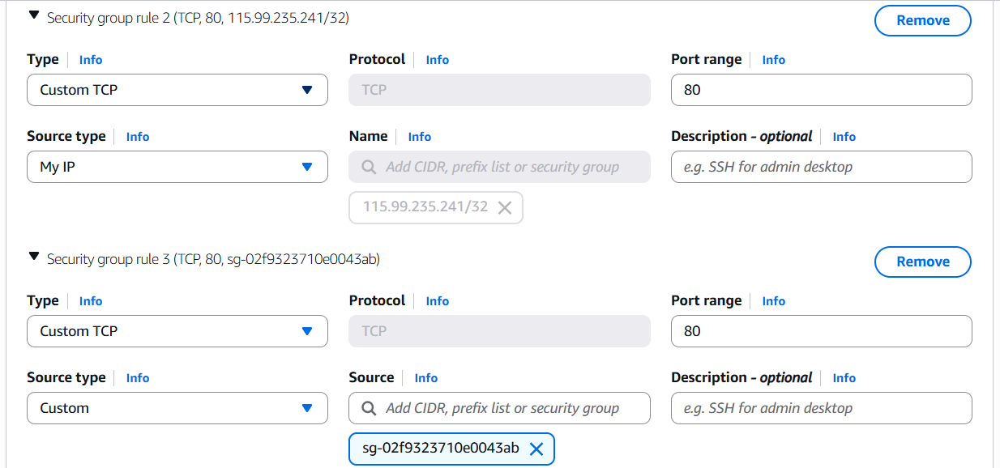 Security group rule 2 (TCP, 80, 115.99.235.241/32)
Remove
Type Info Protocol Info Port range Info
Custom TCP TCP 80
Source type Info Name Info Description - optional Info
My IP Add CIDR, prefix list or security group e.g. SSH for admin desktop
115.99.235.241/32
Security group rule 3 (TCP, 80, sg-02f9323710e0043ab)
Remove
Type Info Protocol Info Port range Info
Custom TCP TCP 80
Source type Info Source Info Description - optional Info
Custom Add CIDR, prefix list or security group e.g. SSH for admin desktop
sg-02f9323710e0043ab